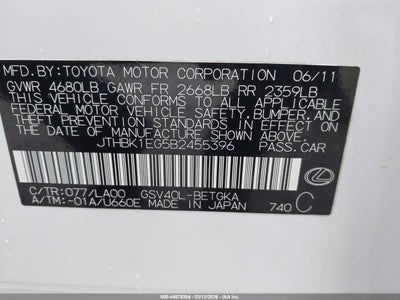 MFD.BY:TOYOTA MOTOR CORPORATION 06/11
GVWR 4680LB GAWR FR 2668LB RR 2359LB
THIS VEHICLE CONFORMS TO ALL APPLICABLE
FEDERAL MOTOR VEHICLE SAFETY,BUMPER,AND
THEFT PREVENTION STANDARDS IN EFFECT ON
THE DATE OF MANUFACTURE SHOWN ABOVE.
JTHBK1EG5B2455396 PASS.CAR
C/TR:077/LA00 GSV40L-BETGKA
A/TM:-01A/U660E MADE IN JAPAN 740 C
500-44870384 - 03/12/2026 - IAAI.COM